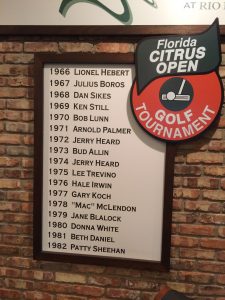 AT RIO
Florida
CITRUS
OPEN
GOLF
TOURNAMENT
1966 LIONEL HEBERT
1967 JULIUS BOROS
1968 DAN SIKES
1969 KEN STILL
1970 BOB LUNN
1971 ARNOLD PALMER
1972 JERRY HEARD
1973 BUD ALLIN
1974 JERRY HEARD
1975 LEE TREVINO
1976 HALE IRWIN
1977 GARY KOCH
1978 "MAC" MCLENDON
1979 JANE BLALOCK
1980 DONNA WHITE
1981 BETH DANIEL
1982 PATTY SHEEHAN